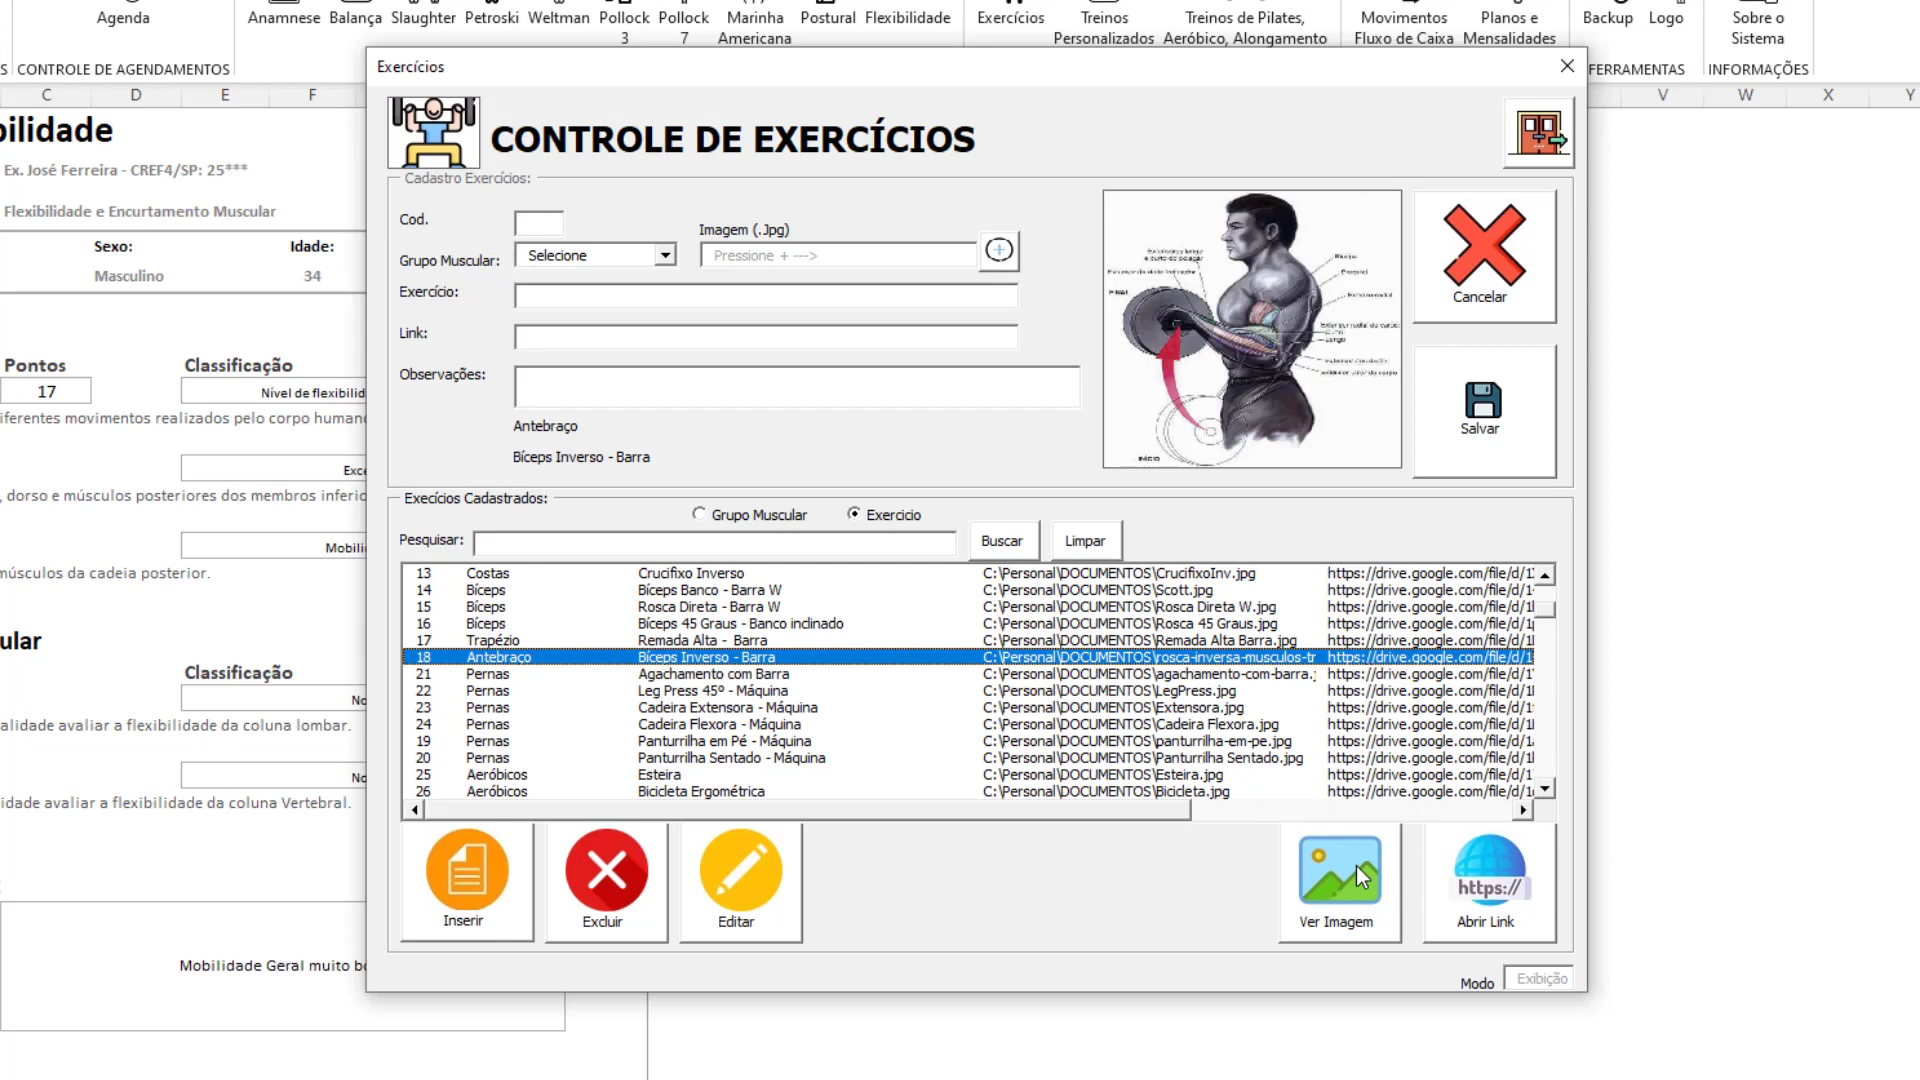 Agenda
Anamnese Balança Slaughter Petroski Weltman Pollock 3 Pollock 7 Marinha Americana Postural Flexibilidade
Exercícios Treinos Personalizados Treinos de Pilates, Aeróbico, Alongamento
Movimentos Fluxo de Caixa Planos e Mensalidades
Backup Logo
Sobre o Sistema
S CONTROLE DE AGENDAMENTOS
FERRAMENTAS INFORMAÇÕES
C D E F V W X Y
bilidade
Ex. José Ferreira - CREF4/SP: 25***
Flexibilidade e Encurtamento Muscular
Sexo: Idade:
Masculino 34
Pontos Classificação
17 Nível de flexibilid
iferentes movimentos realizados pelo corpo human
Exce
, dorso e músculos posteriores dos membros inferio
Mobili
músculos da cadeia posterior.
ular
Classificação
No
alidade avaliar a flexibilidade da coluna lombar.
No
idade avaliar a flexibilidade da coluna Vertebral.
Mobilidade Geral muito bo
Exercícios
CONTROLE DE EXERCÍCIOS
Cadastro Exercícios:
Cod.
Imagem (.Jpg)
Grupo Muscular: Selecione Pressione + --->
Exercício:
Link:
Observações:
Antebraço
Bíceps Inverso - Barra
FINAL
INÍCIO
Cancelar
Salvar
Execícios Cadastrados:
Grupo Muscular Exercicio
Pesquisar: Buscar Limpar
13 Costas Crucifixo Inverso C:\Personal\DOCUMENTOS\CrucifixoInv.jpg https://drive.google.com/file/d/1
14 Bíceps Bíceps Banco - Barra W C:\Personal\DOCUMENTOS\Scott.jpg https://drive.google.com/file/d/1
15 Bíceps Rosca Direta - Barra W C:\Personal\DOCUMENTOS\Rosca Direta W.jpg https://drive.google.com/file/d/1
16 Bíceps Bíceps 45 Graus - Banco inclinado C:\Personal\DOCUMENTOS\Rosca 45 Graus.jpg https://drive.google.com/file/d/1
17 Trapézio Remada Alta - Barra C:\Personal\DOCUMENTOS\Remada Alta Barra.jpg https://drive.google.com/file/d/1
18 Antebraço Bíceps Inverso - Barra C:\Personal\DOCUMENTOS\rosca-inversa-musculos-tr https://drive.google.com/file/d/1
21 Pernas Agachamento com Barra C:\Personal\DOCUMENTOS\agachamento-com-barra.j https://drive.google.com/file/d/1
22 Pernas Leg Press 45º - Máquina C:\Personal\DOCUMENTOS\LegPress.jpg https://drive.google.com/file/d/1
23 Pernas Cadeira Extensora - Máquina C:\Personal\DOCUMENTOS\Extensora.jpg https://drive.google.com/file/d/1
24 Pernas Cadeira Flexora - Máquina C:\Personal\DOCUMENTOS\Cadeira Flexora.jpg https://drive.google.com/file/d/1
19 Pernas Panturrilha em Pé - Máquina C:\Personal\DOCUMENTOS\panturrilha-em-pe.jpg https://drive.google.com/file/d/1
20 Pernas Panturrilha Sentado - Máquina C:\Personal\DOCUMENTOS\Panturrilha Sentado.jpg https://drive.google.com/file/d/1
25 Aeróbicos Esteira C:\Personal\DOCUMENTOS\Esteira.jpg https://drive.google.com/file/d/1
26 Aeróbicos Bicicleta Ergométrica C:\Personal\DOCUMENTOS\Bicicleta.jpg https://drive.google.com/file/d/1
https://
Inserir Excluir Editar Ver Imagem Abrir Link
Modo Exibição